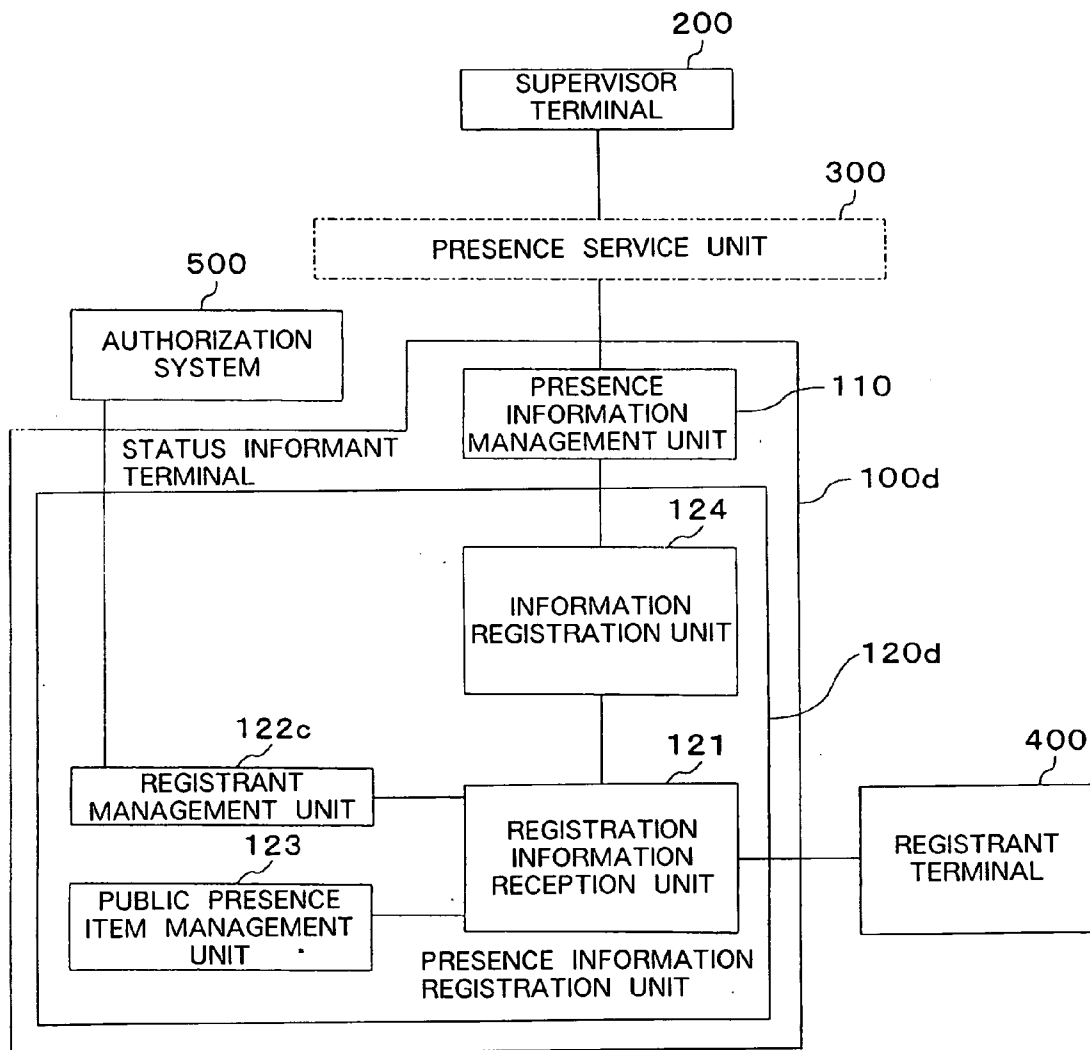 200
SUPERVISOR
TERMINAL
300
PRESENCE SERVICE UNIT
500
AUTHORIZATION
SYSTEM
PRESENCE
INFORMATION
MANAGEMENT UNIT
110
STATUS INFORMANT
TERMINAL
100d
124
INFORMATION
REGISTRATION UNIT
120d
122c
REGISTRANT
MANAGEMENT UNIT
121
REGISTRATION
INFORMATION
RECEPTION UNIT
400
REGISTRANT
TERMINAL
123
PUBLIC PRESENCE
ITEM MANAGEMENT
UNIT
PRESENCE INFORMATION
REGISTRATION UNIT